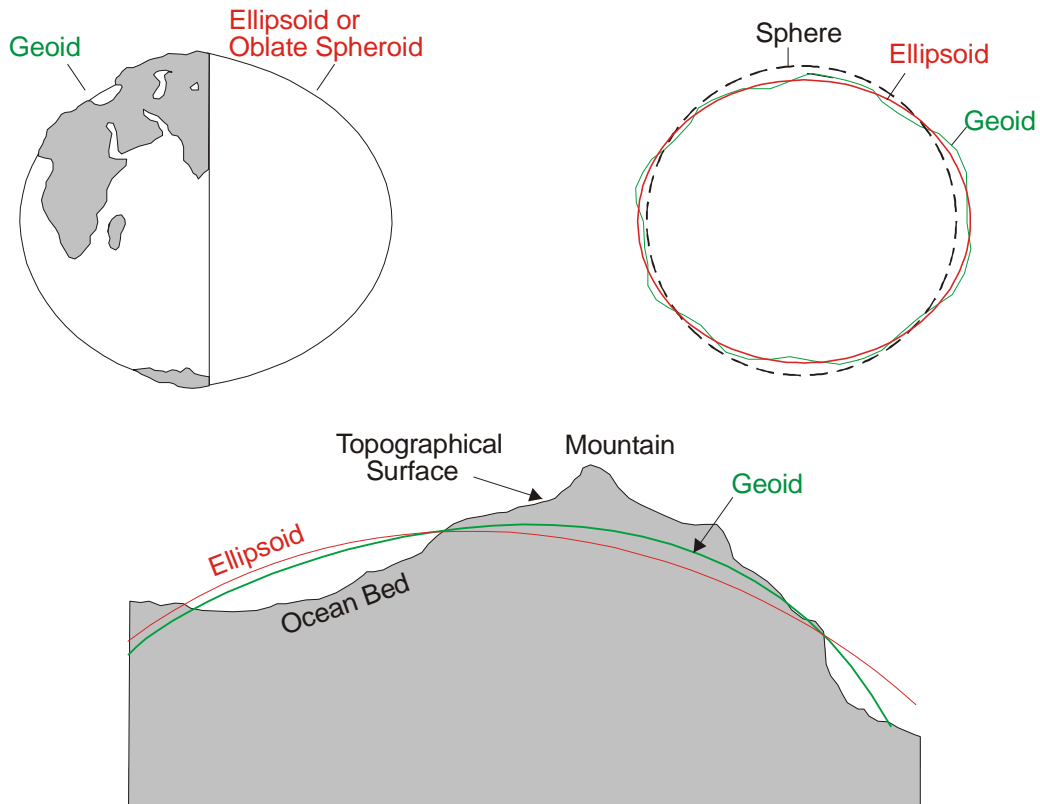 Geoid
Ellipsoid or
Oblate Spheroid
Sphere
Ellipsoid
Geoid
Topographical
Surface
Mountain
Geoid
Ellipsoid
Ocean Bed